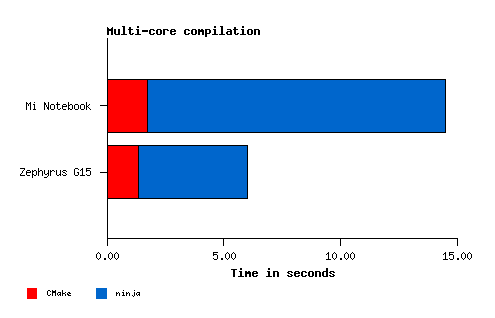 Multi-core compilation
Mi Notebook
Zephyrus G15
0.00 5.00 10.00 15.00
Time in seconds
CMake ninja